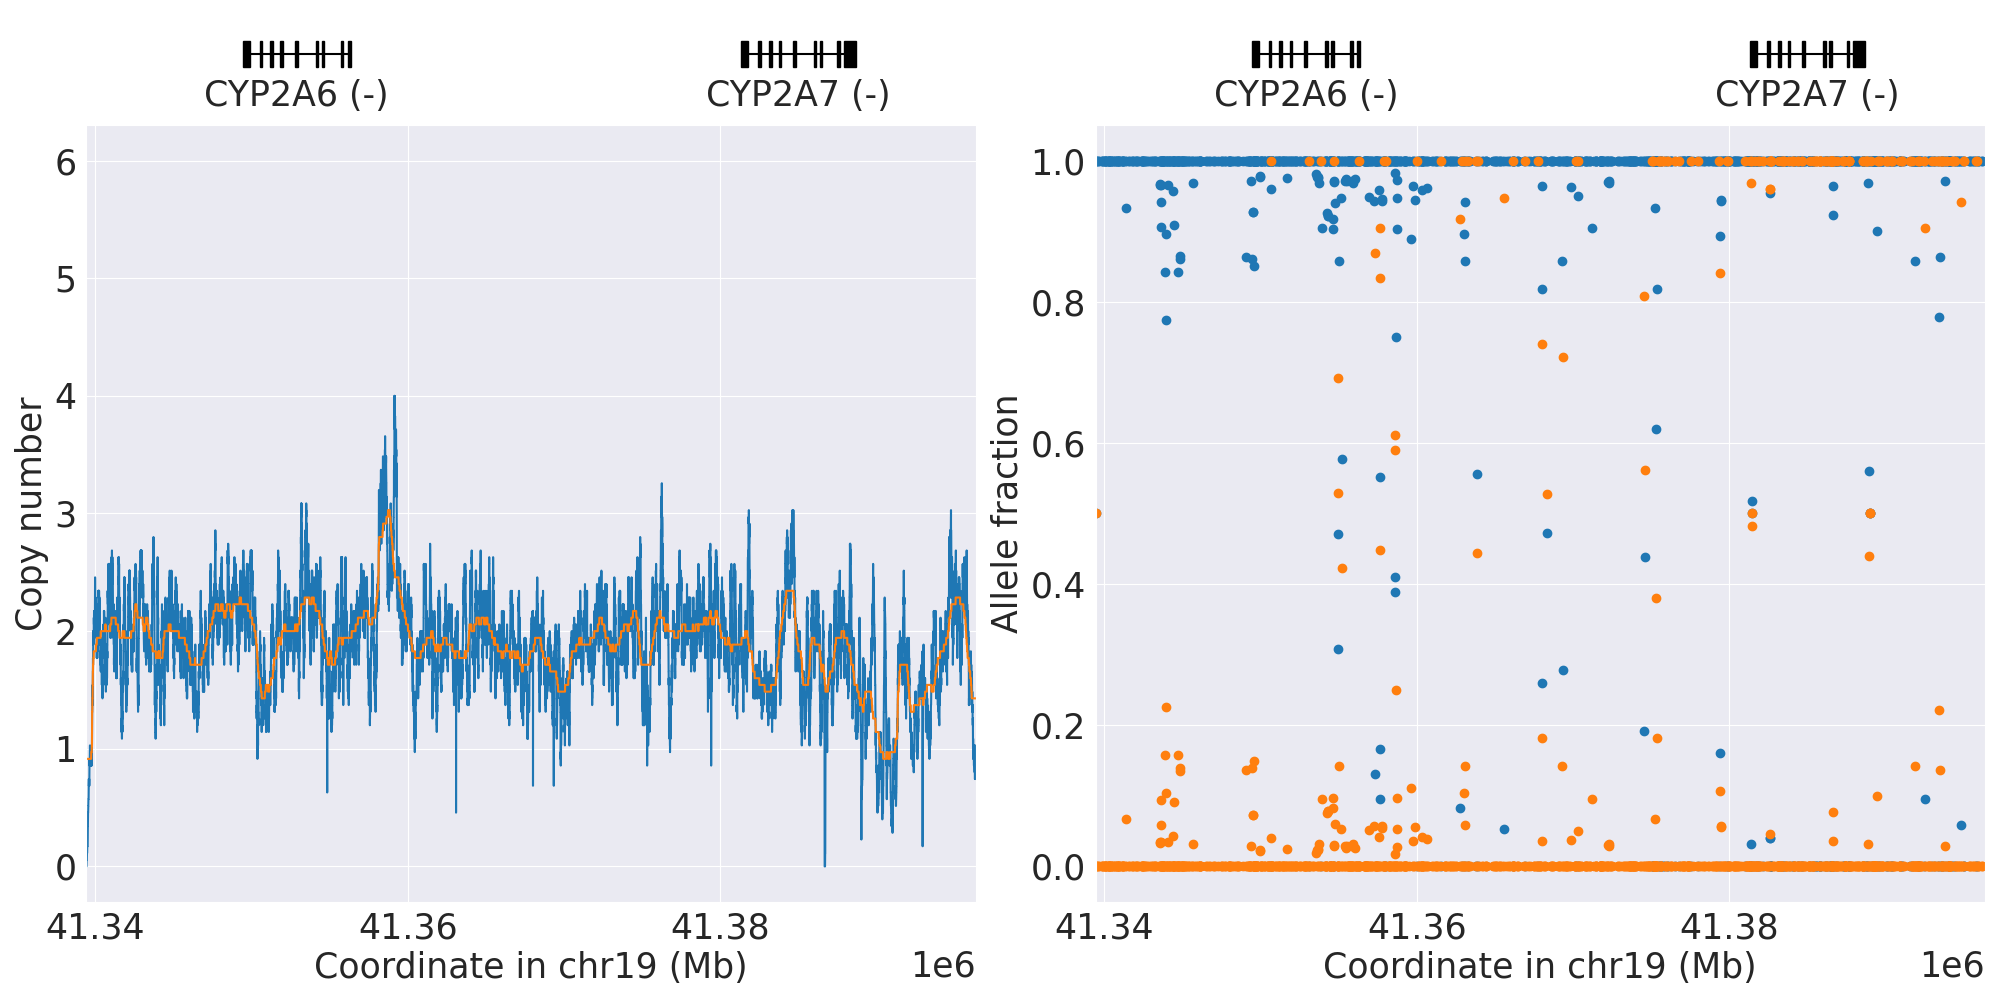 CYP2A6 (-) CYP2A7 (-)
6
5
4
3
2
1
0
Copy number
41.34 41.36 41.38
Coordinate in chr19 (Mb) 1e6
CYP2A6 (-) CYP2A7 (-)
1.0
0.8
0.6
0.4
0.2
0.0
Allele fraction
41.34 41.36 41.38
Coordinate in chr19 (Mb) 1e6